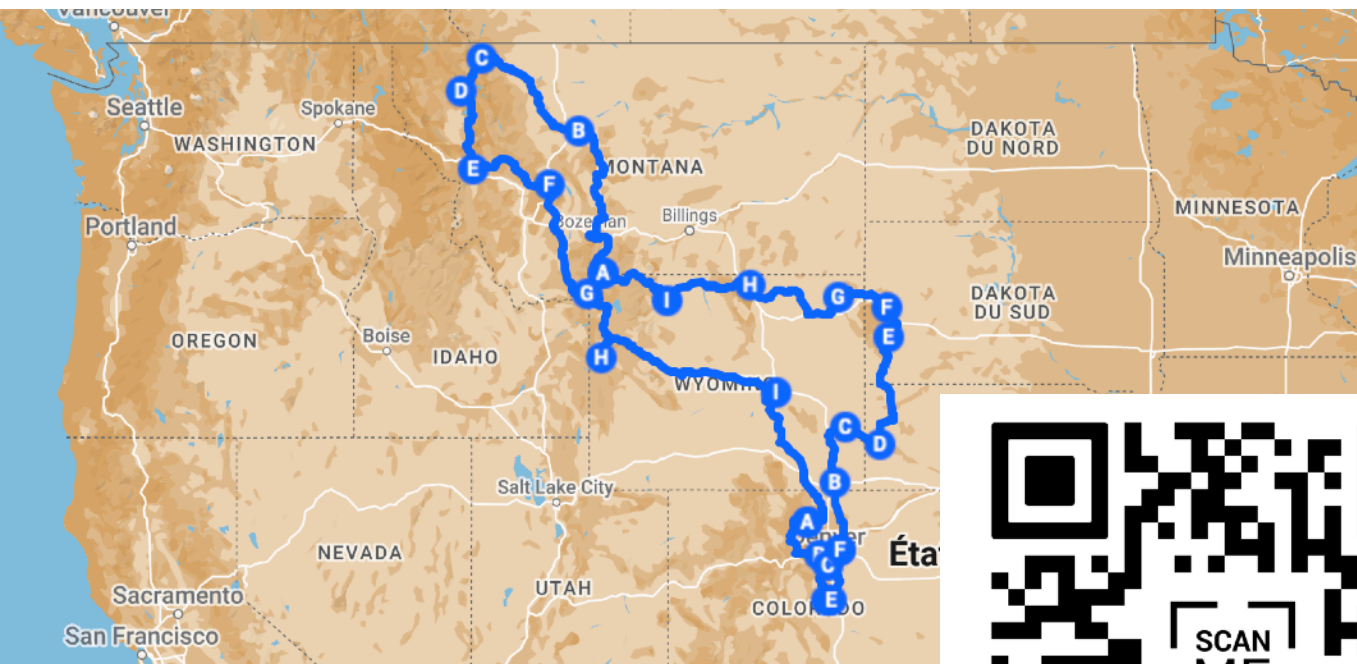 Vancouver
C
D
Seattle
Spokane
B
DAKOTA
DU NORD
WASHINGTON
E
MONTANA
F
MINNESOTA
Portland
Bozeman
Billings
Minneapolis
A
G
I
H
G
F
DAKOTA
DU SUD
E
OREGON
Boise
IDAHO
H
WYOMING
I
C
D
B
Salt Lake City
A
Denver
F
C
E
NEVADA
UTAH
COLORADO
Sacramento
San Francisco
SCAN